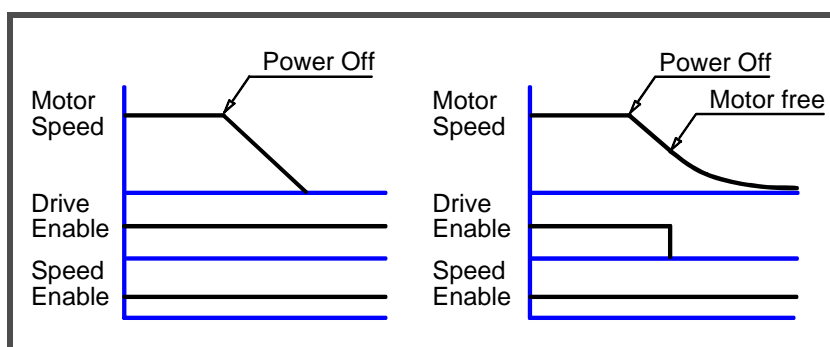 Power Off
Motor
Speed
Drive
Enable
Speed
Enable
Power Off
Motor free
Motor
Speed
Drive
Enable
Speed
Enable